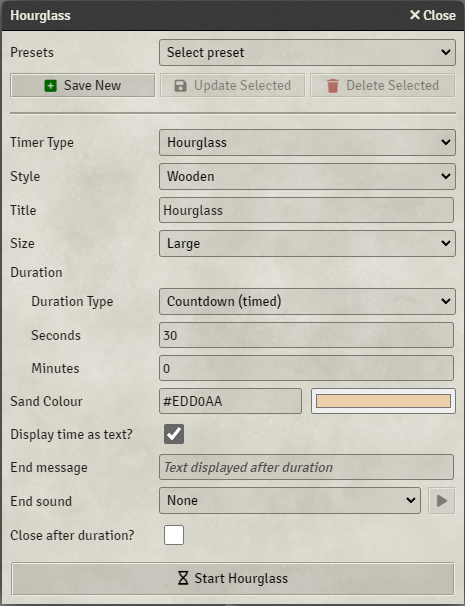 Hourglass
Close
Presets
Select preset
Save New
Update Selected
Delete Selected
Timer Type
Hourglass
Style
Wooden
Title
Hourglass
Size
Large
Duration
Duration Type
Countdown (timed)
Seconds
30
Minutes
0
Sand Colour
#EDD0AA
Display time as text?
End message
Text displayed after duration
End sound
None
Close after duration?
Start Hourglass